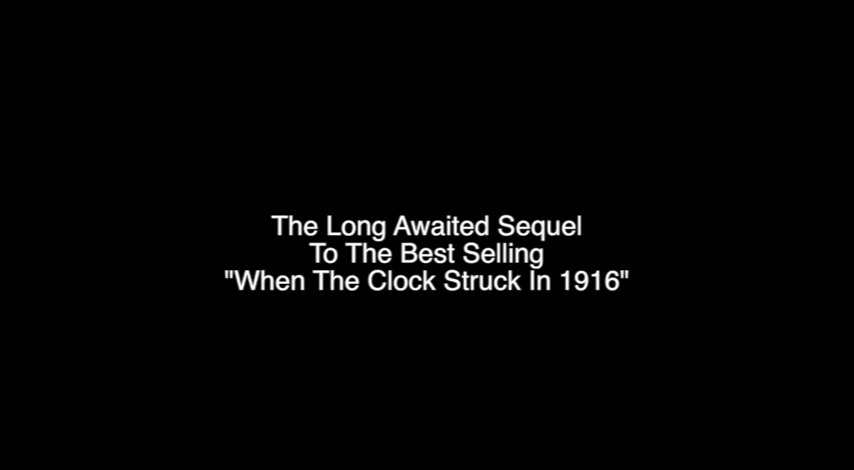 The Long Awaited Sequel
To The Best Selling
"When The Clock Struck In 1916"